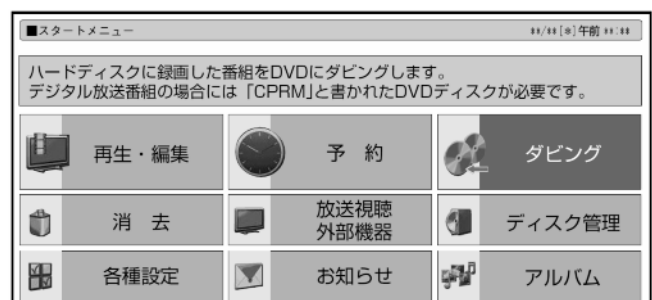 ■スタートメニュー
**/**[*]午前 **:**
ハードディスクに録画した番組をDVDにダビングします。
デジタル放送番組の場合には「CPRM」と書かれたDVDディスクが必要です。
再生・編集
予　約
ダビング
消　去
放送視聴
外部機器
ディスク管理
各種設定
お知らせ
アルバム